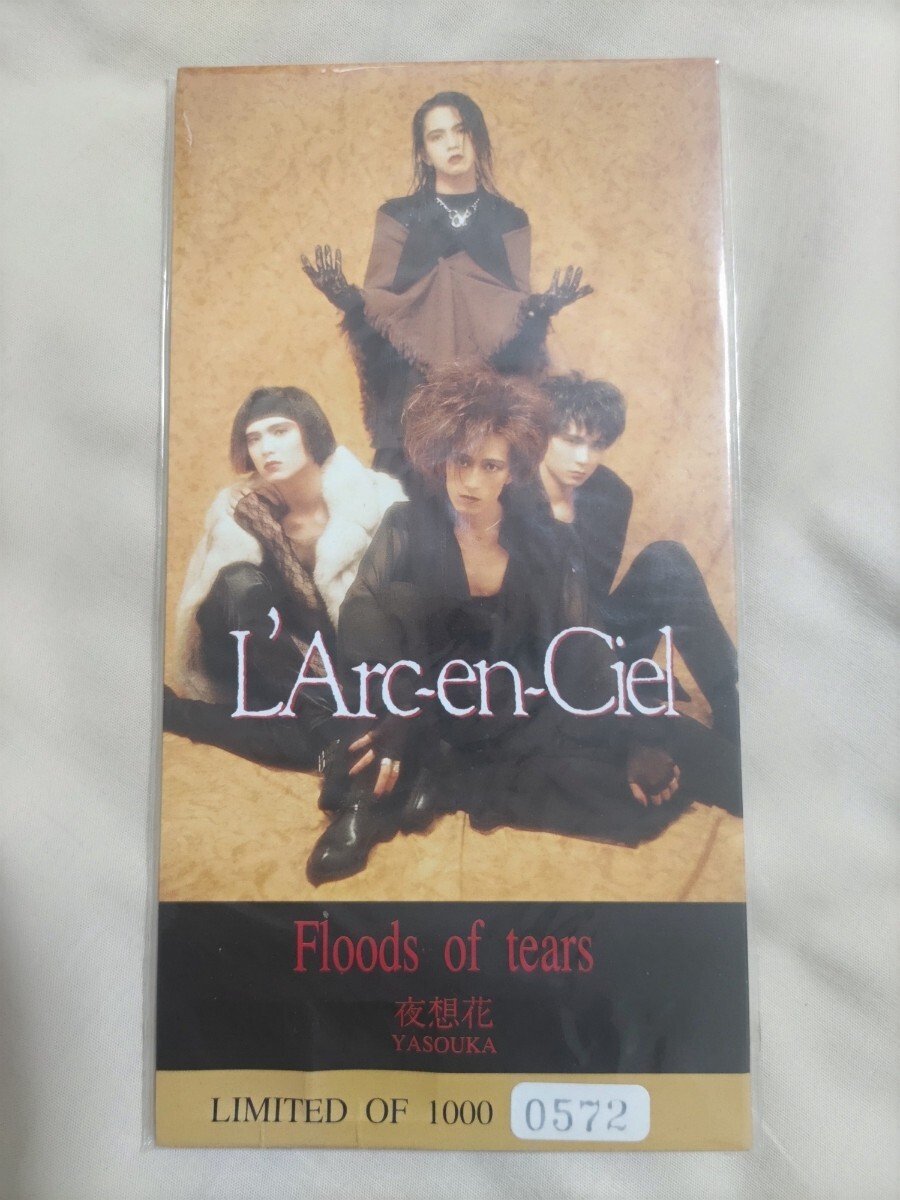 L'Arc-en-Ciel
Floods of tears
夜想花
YASOUKA
LIMITED OF 1000 0572